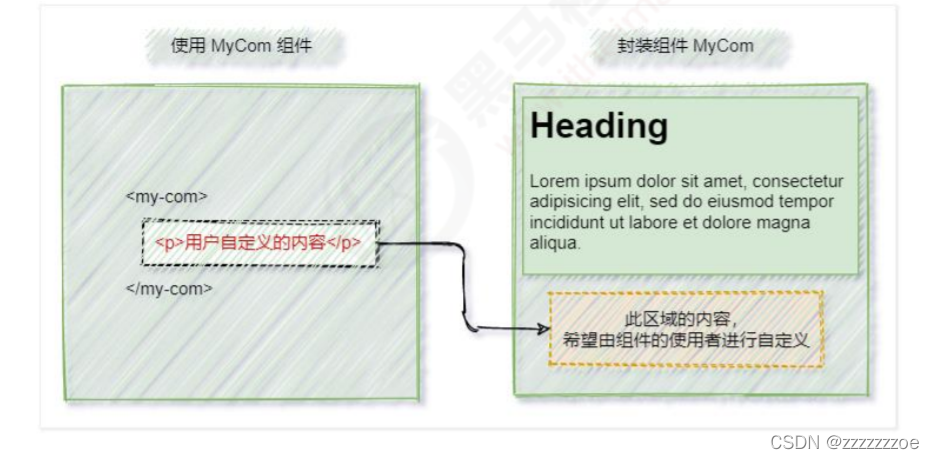 使用 MyCom 组件
封装组件 MyCom
<my-com>
<p>用户自定义的内容</p>
</my-com>
Heading
Lorem ipsum dolor sit amet, consectetur
adipisicing elit, sed do eiusmod tempor
incididunt ut labore et dolore magna
aliqua.
此区域的内容，
希望由组件的使用者进行自定义
黑马
CSDN @zzzzzzzoe